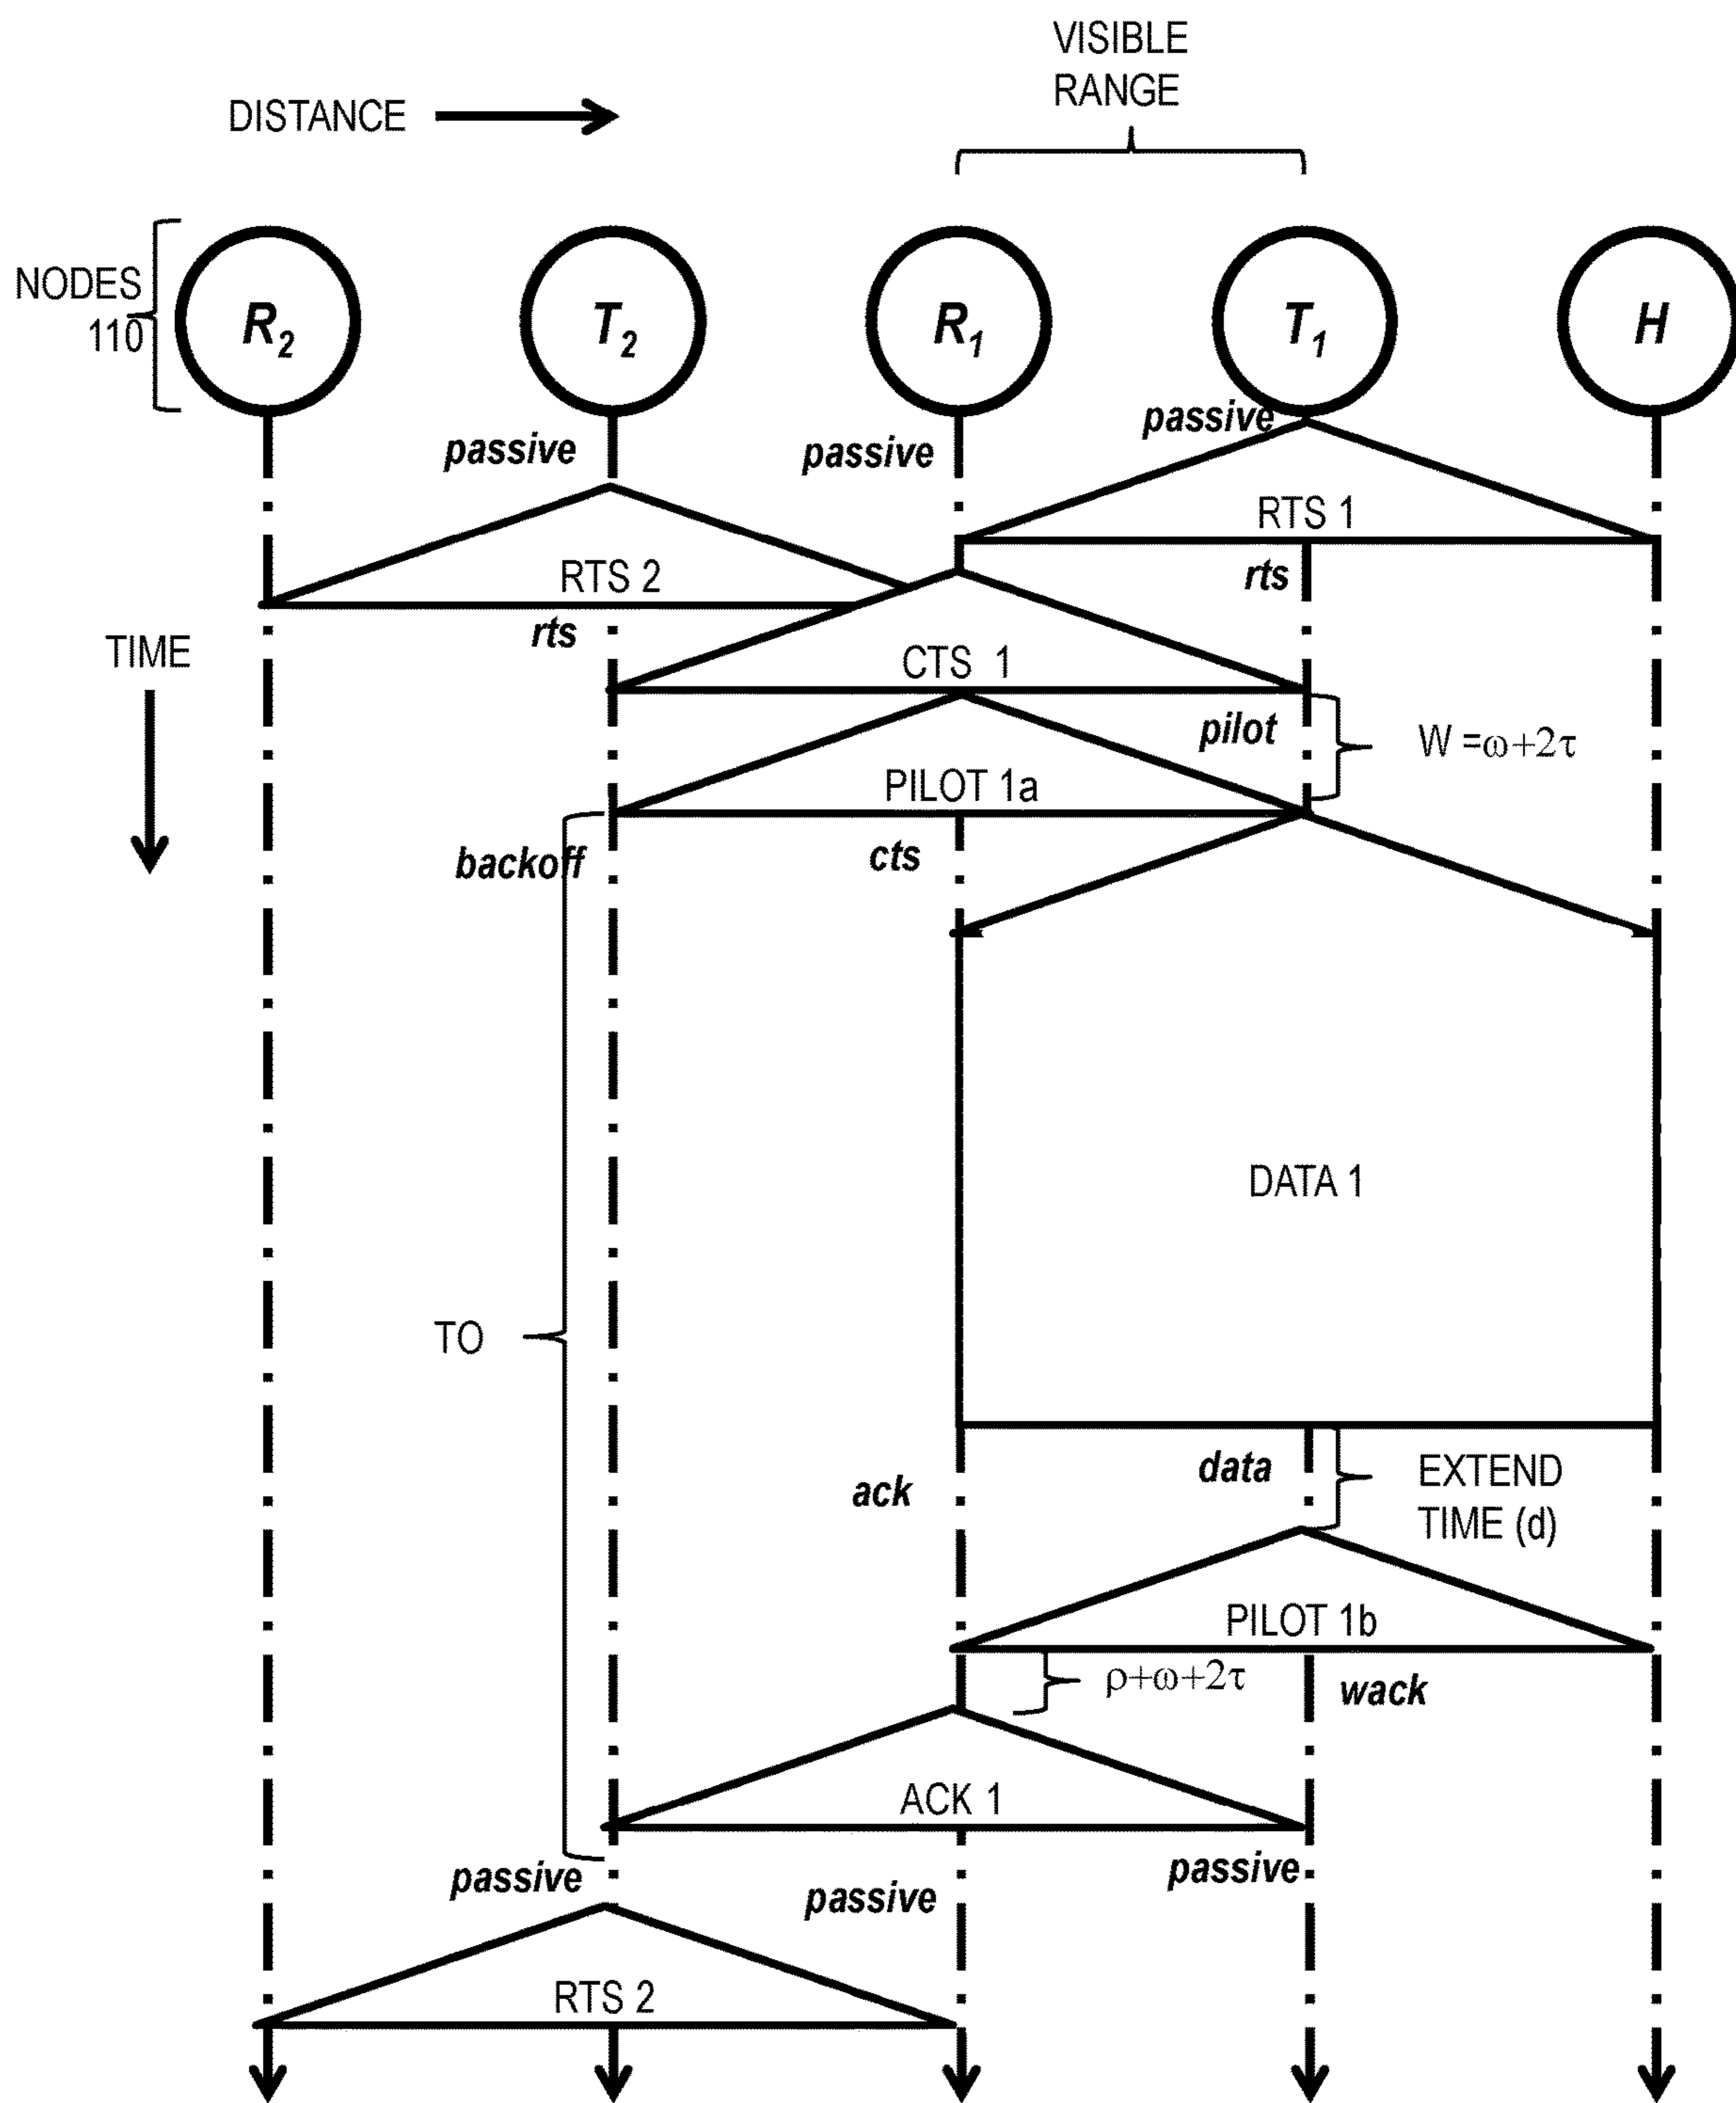 VISIBLE
RANGE
DISTANCE
NODES
110
R2
T2
R1
T1
H
passive
passive
passive
RTS 1
RTS 2
rts
rts
TIME
CTS 1
pilot
W =ω+2τ
PILOT 1a
backoff
cts
DATA 1
TO
data
EXTEND
TIME (d)
ack
PILOT 1b
ρ+ω+2τ
wack
ACK 1
passive
passive
passive
RTS 2